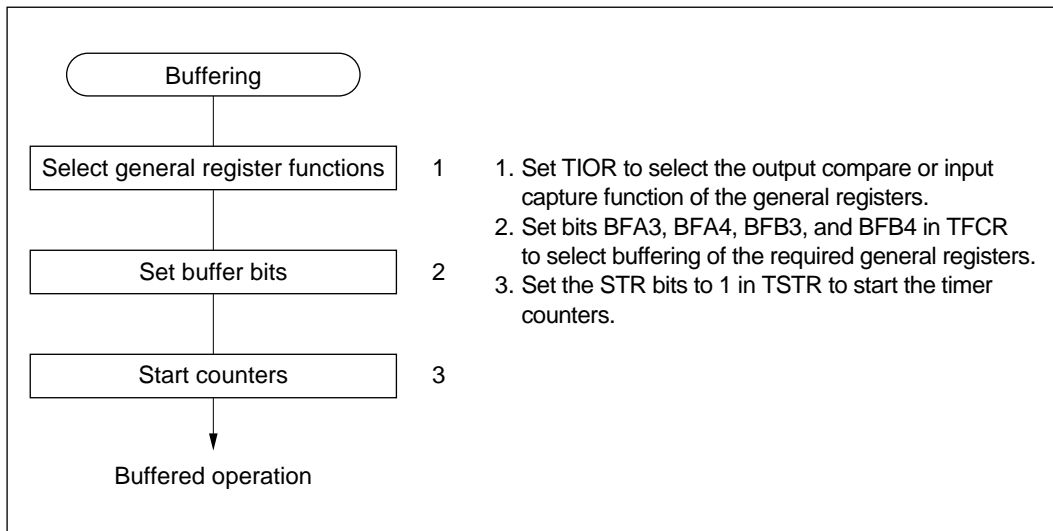 Buffering
Select general register functions 1
Set buffer bits 2
Start counters 3
Buffered operation
1. Set TIOR to select the output compare or input
capture function of the general registers.
2. Set bits BFA3, BFA4, BFB3, and BFB4 in TFCR
to select buffering of the required general registers.
3. Set the STR bits to 1 in TSTR to start the timer
counters.